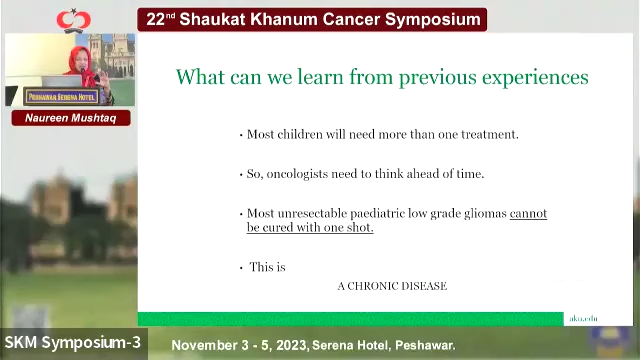 22nd Shaukat Khanum Cancer Symposium
PESHAWAR SERENA HOTEL
Naureen Mushtaq
What can we learn from previous experiences
• Most children will need more than one treatment.
• So, oncologists need to think ahead of time.
• Most unresectable paediatric low grade gliomas cannot
be cured with one shot.
• This is
A CHRONIC DISEASE
aku.edu
SKM Symposium-3
November 3 - 5, 2023, Serena Hotel, Peshawar.